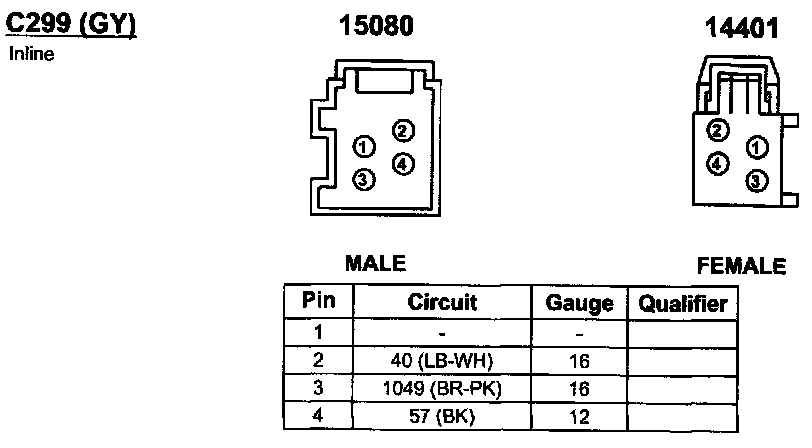 C299 (GY) 15080 14401
Inline
2 2
1 1
4 4
3 3
MALE FEMALE
Pin Circuit Gauge Qualifier
1 - -
2 40 (LB-WH) 16
3 1049 (BR-PK) 16
4 57 (BK) 12